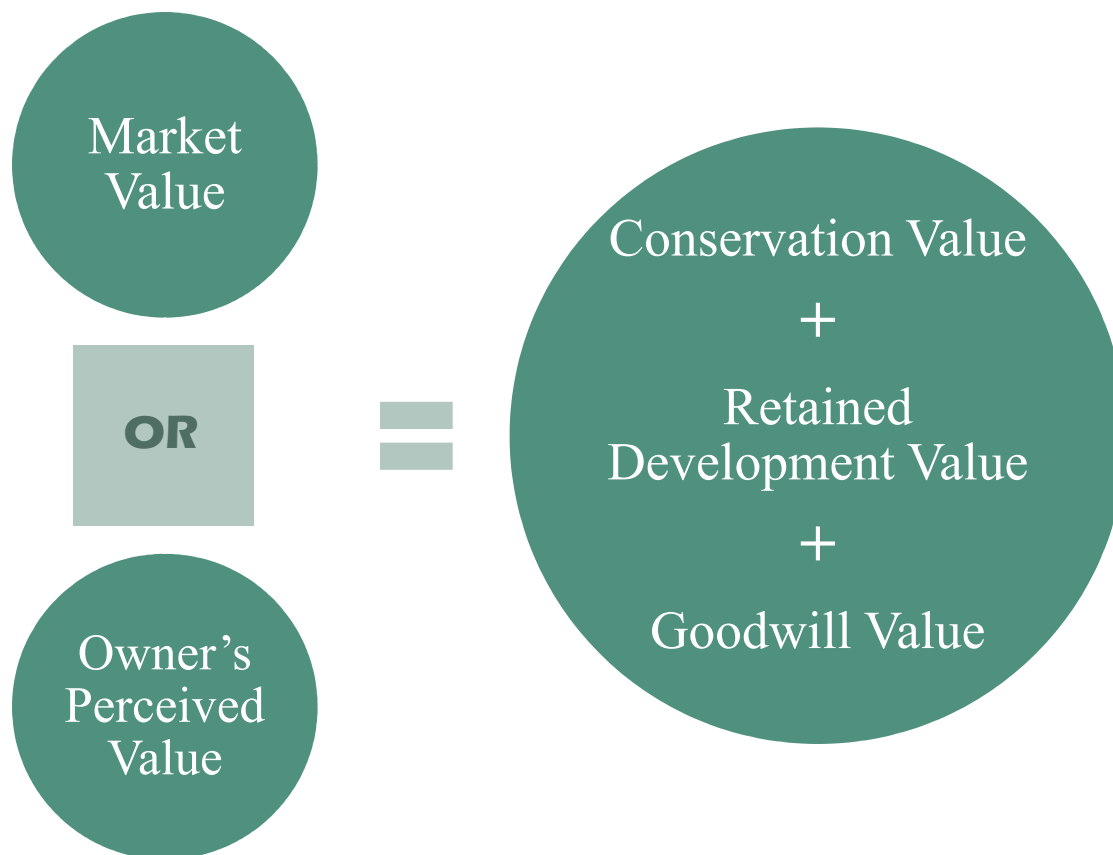 Market
Value
OR
Owner’s
Perceived
Value
=
Conservation Value
+
Retained
Development Value
+
Goodwill Value